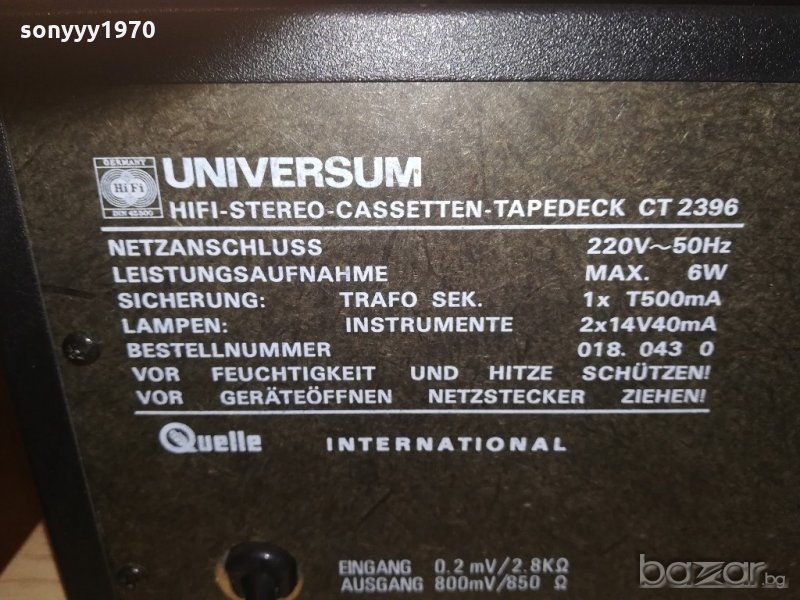 sonyyy1970
GERMANY
HiFi
DIN 45500
UNIVERSUM
HIFI-STEREO-CASSETTEN-TAPEDECK CT 2396
NETZANSCHLUSS 220V~50Hz
LEISTUNGSAUFNAHME MAX. 6W
SICHERUNG: TRAFO SEK. 1x T500mA
LAMPEN: INSTRUMENTE 2x14V40mA
BESTELLNUMMER 018. 043 0
VOR FEUCHTIGKEIT UND HITZE SCHÜTZEN!
VOR GERÄTEÖFFNEN NETZSTECKER ZIEHEN!
Quelle INTERNATIONAL
EINGANG 0.2mV/2.8KΩ
AUSGANG 800mV/850 Ω
bazar.bg